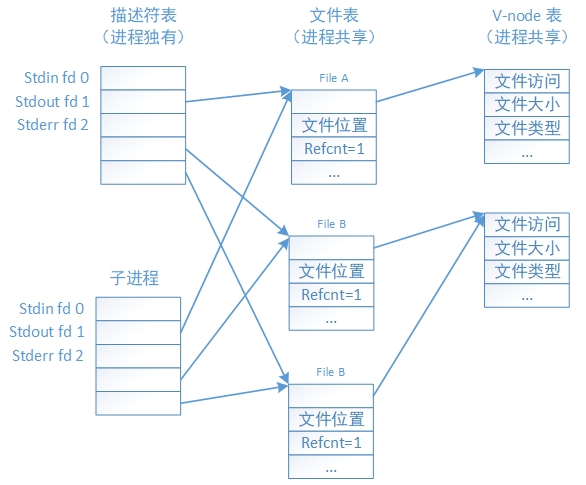 描述符表
（进程独有）
文件表
（进程共享）
V-node 表
（进程共享）
Stdin fd 0
Stdout fd 1
Stderr fd 2
File A
文件位置
Refcnt=1
...
文件访问
文件大小
文件类型
...
File B
文件位置
Refcnt=1
...
文件访问
文件大小
文件类型
...
子进程
Stdin fd 0
Stdout fd 1
Stderr fd 2
File B
文件位置
Refcnt=1
...